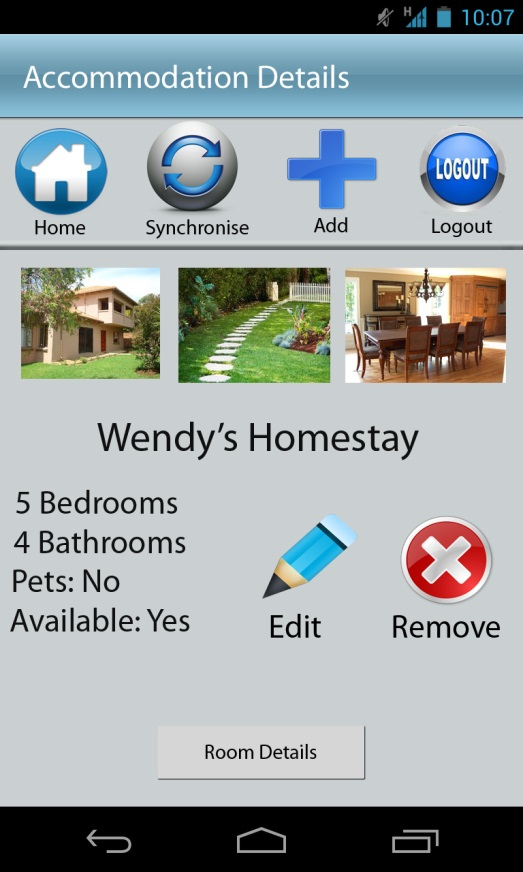 H 10:07
Accommodation Details
Home Synchronise Add Logout
LOGOUT
Wendy's Homestay
5 Bedrooms
4 Bathrooms
Pets: No
Available: Yes
Edit Remove
Room Details